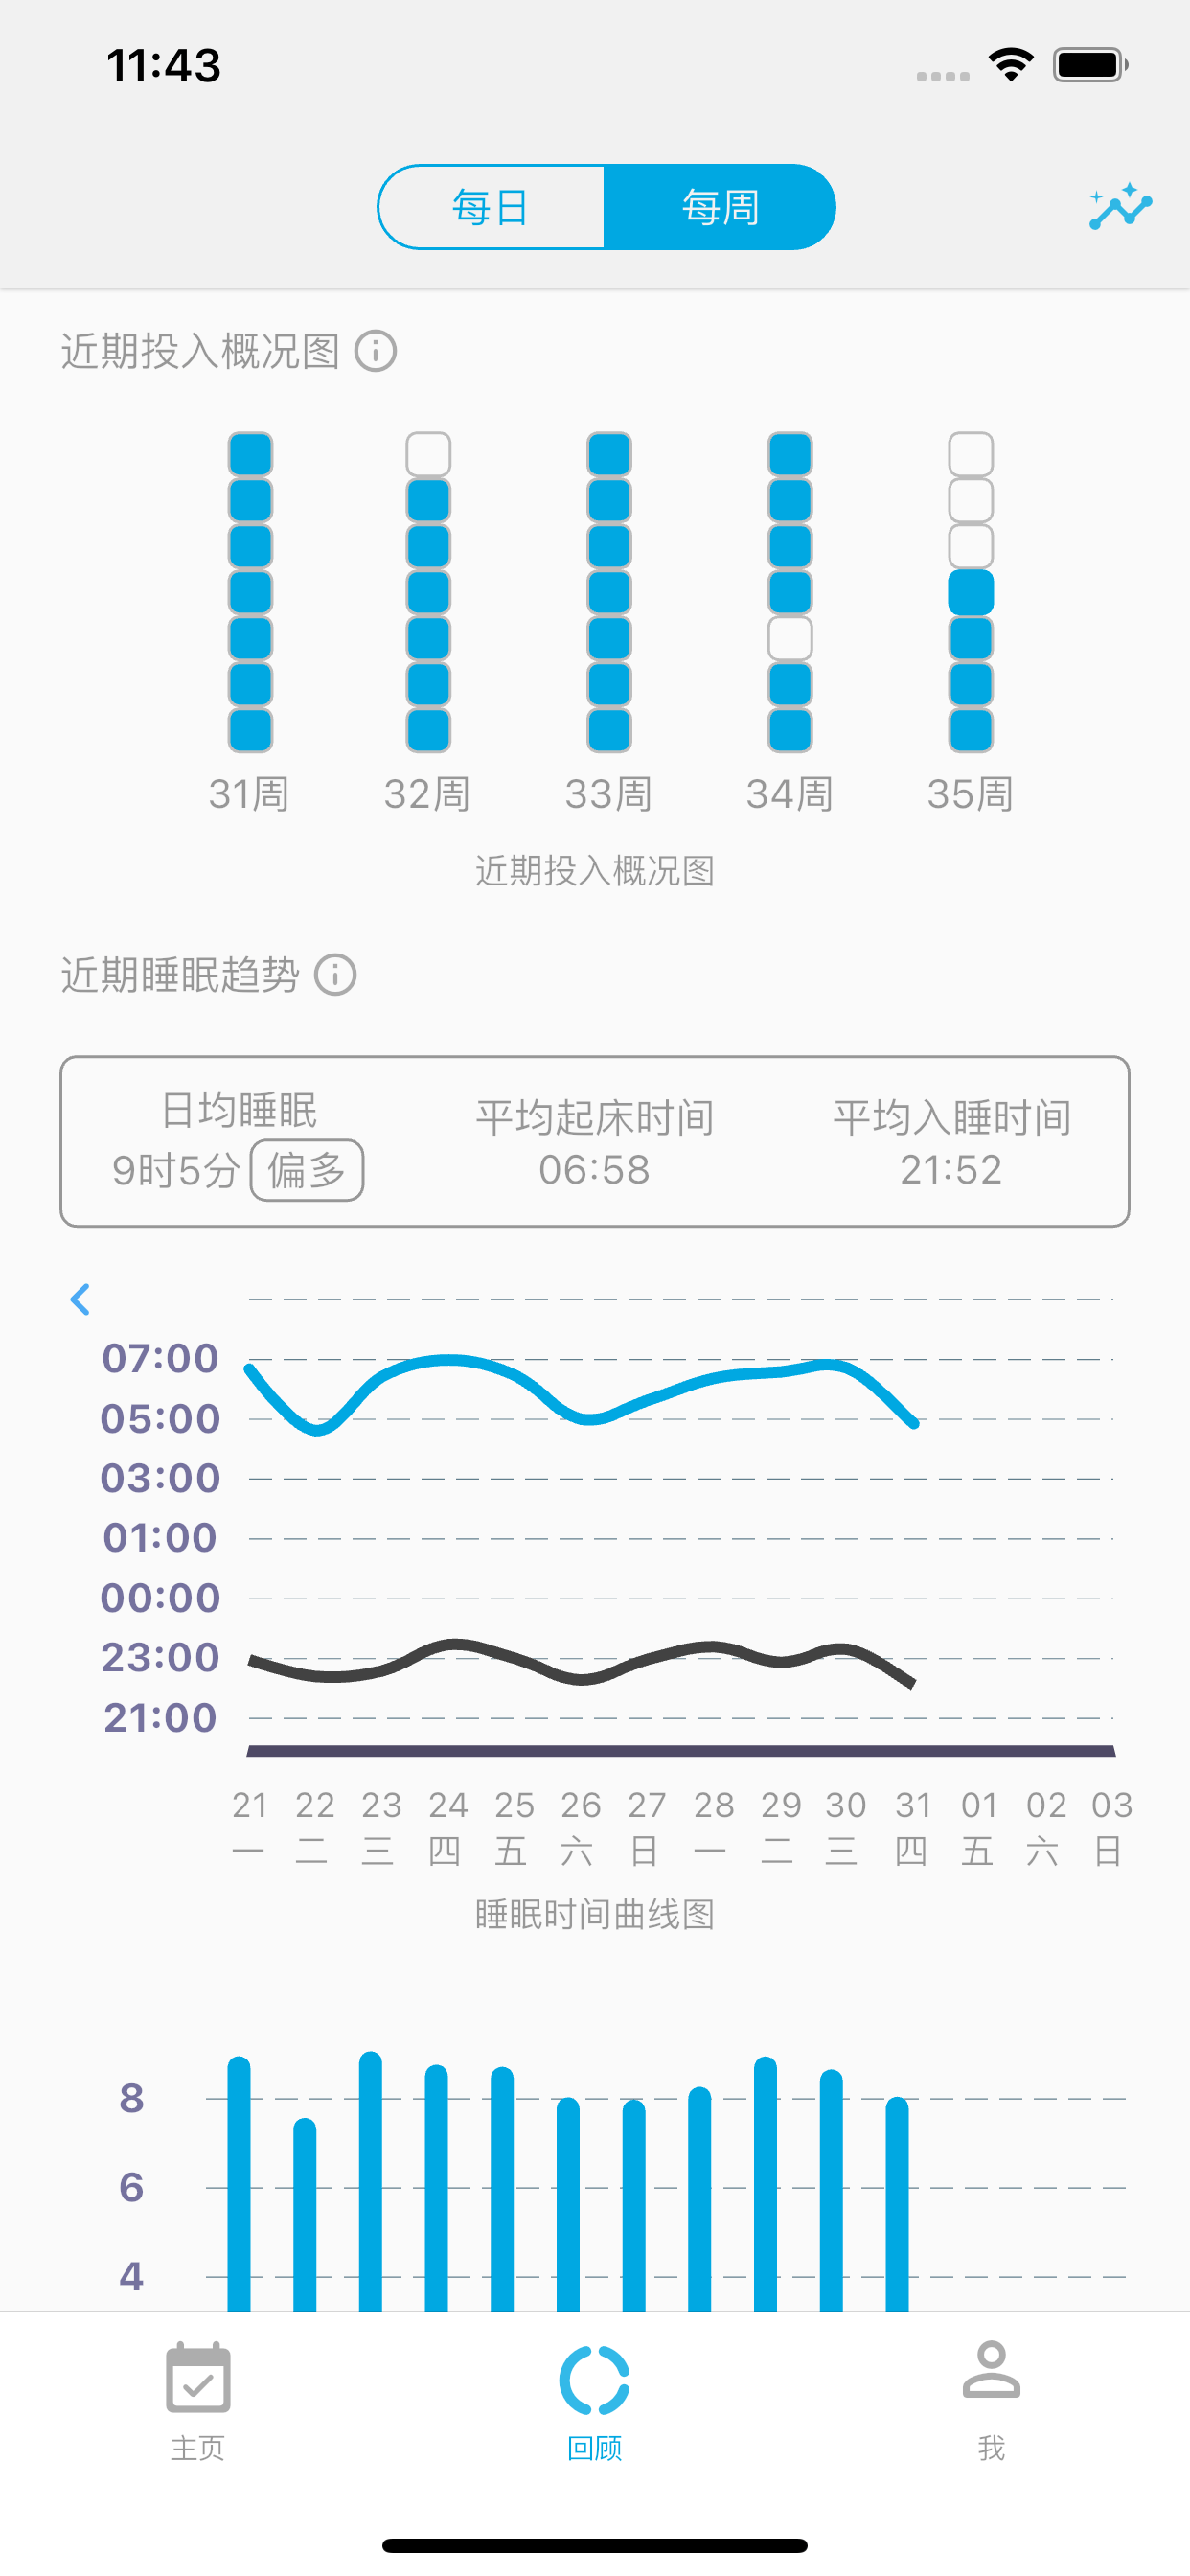 11:43
每日 每周
近期投入概况图
31周 32周 33周 34周 35周
近期投入概况图
近期睡眠趋势
日均睡眠 平均起床时间 平均入睡时间
9时5分 偏多 06:58 21:52
07:00
05:00
03:00
01:00
00:00
23:00
21:00
21 22 23 24 25 26 27 28 29 30 31 01 02 03
一 二 三 四 五 六 日 一 二 三 四 五 六 日
睡眠时间曲线图
8
6
4
主页 回顾 我